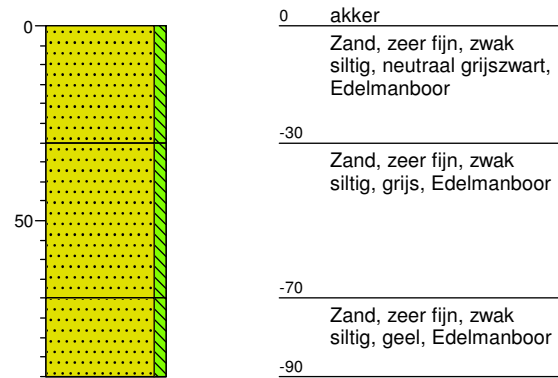 0
50
0 akker
Zand, zeer fijn, zwak
siltig, neutraal grijszwart,
Edelmanboor
-30
Zand, zeer fijn, zwak
siltig, grijs, Edelmanboor
-70
Zand, zeer fijn, zwak
siltig, geel, Edelmanboor
-90